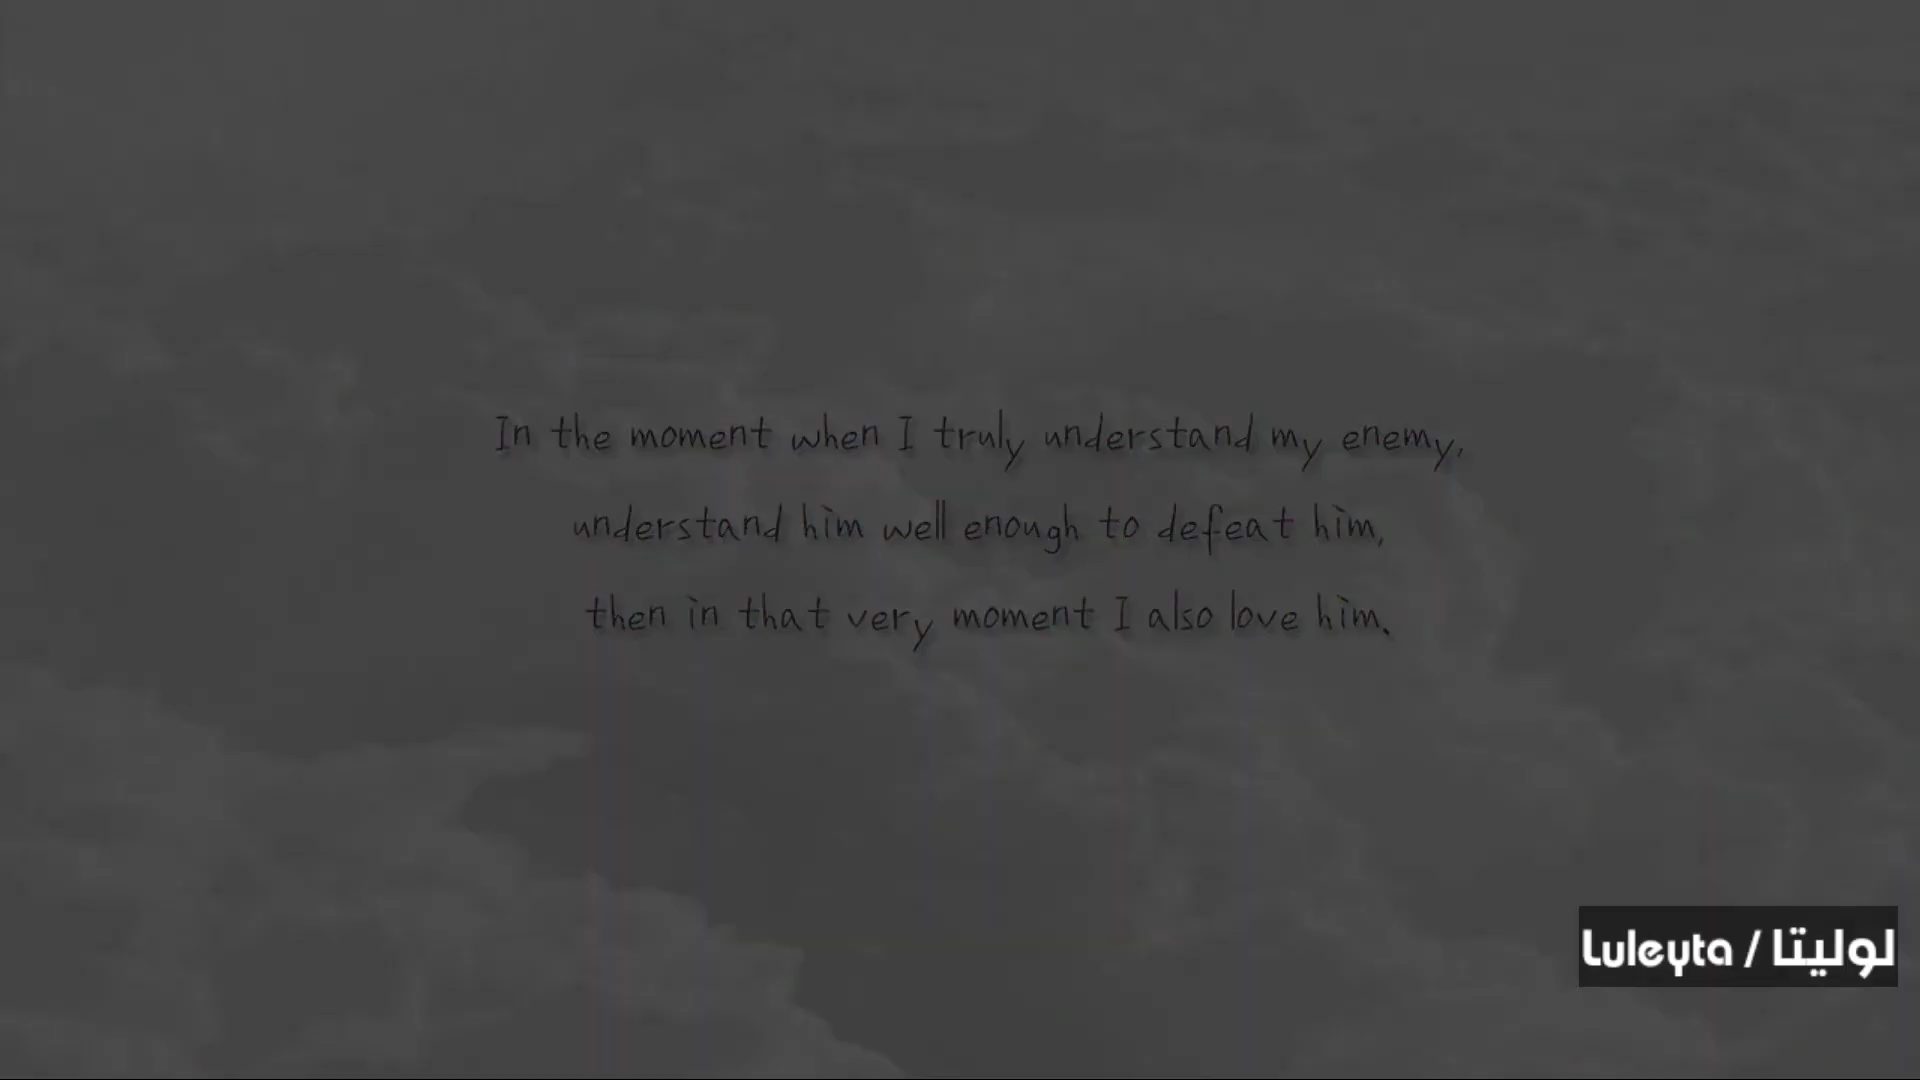 In the moment when I truly understand my enemy,
understand him well enough to defeat him,
then in that very moment I also love him.
Luleyta / لوليتا